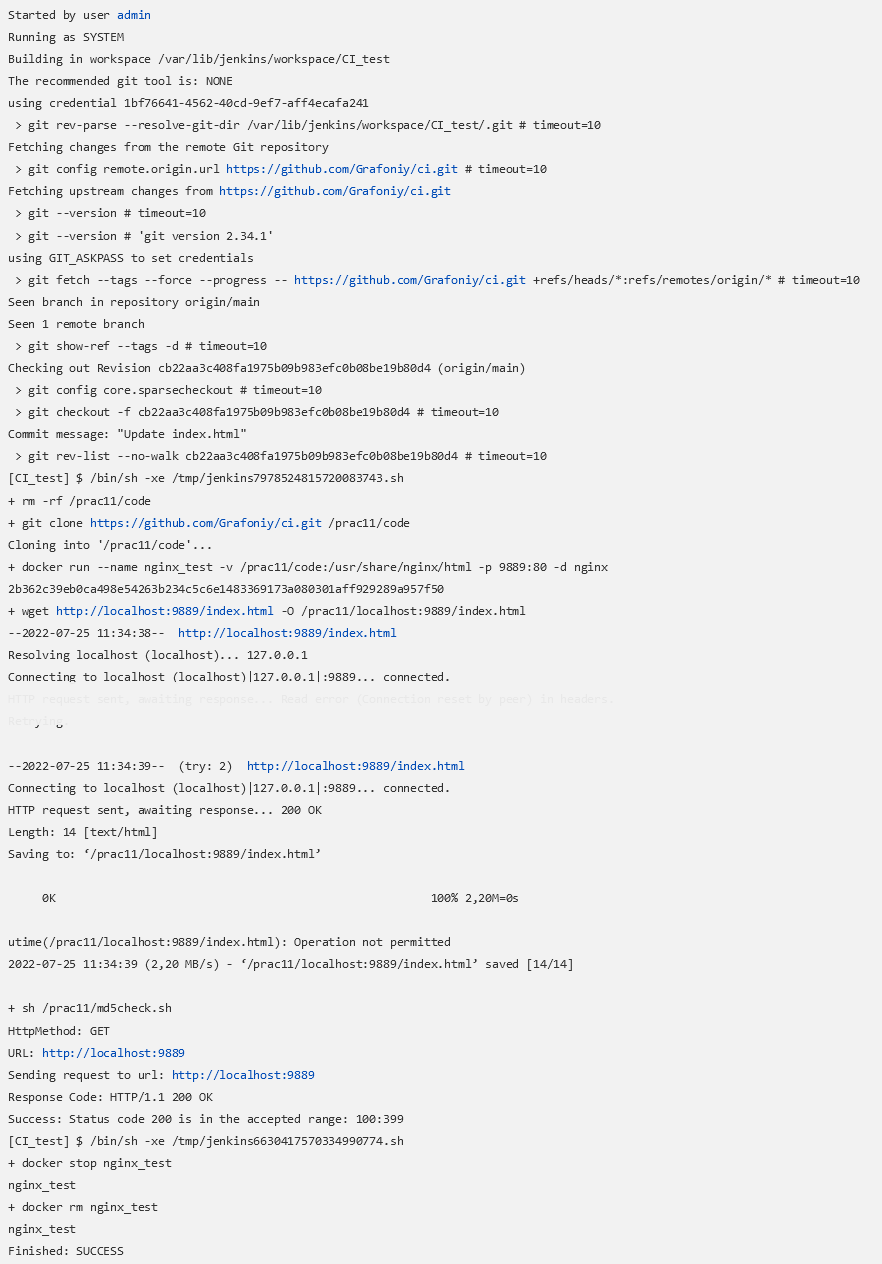 Started by user admin
Running as SYSTEM
Building in workspace /var/lib/jenkins/workspace/CI_test
The recommended git tool is: NONE
using credential 1bf76641-4562-40cd-9ef7-aff4ecafa241
 > git rev-parse --resolve-git-dir /var/lib/jenkins/workspace/CI_test/.git # timeout=10
Fetching changes from the remote Git repository
 > git config remote.origin.url https://github.com/Grafoniy/ci.git # timeout=10
Fetching upstream changes from https://github.com/Grafoniy/ci.git
 > git --version # timeout=10
 > git --version # 'git version 2.34.1'
using GIT_ASKPASS to set credentials
 > git fetch --tags --force --progress -- https://github.com/Grafoniy/ci.git +refs/heads/*:refs/remotes/origin/* # timeout=10
Seen branch in repository origin/main
Seen 1 remote branch
 > git show-ref --tags -d # timeout=10
Checking out Revision cb22aa3c408fa1975b09b983efc0b08be19b80d4 (origin/main)
 > git config core.sparsecheckout # timeout=10
 > git checkout -f cb22aa3c408fa1975b09b983efc0b08be19b80d4 # timeout=10
Commit message: "Update index.html"
 > git rev-list --no-walk cb22aa3c408fa1975b09b983efc0b08be19b80d4 # timeout=10
[CI_test] $ /bin/sh -xe /tmp/jenkins7978524815720083743.sh
+ rm -rf /prac11/code
+ git clone https://github.com/Grafoniy/ci.git /prac11/code
Cloning into '/prac11/code'...
+ docker run --name nginx_test -v /prac11/code:/usr/share/nginx/html -p 9889:80 -d nginx
2b362c39eb0ca498e54263b234c5c6e1483369173a080301aff929289a957f50
+ wget http://localhost:9889/index.html -O /prac11/localhost:9889/index.html
--2022-07-25 11:34:38--  http://localhost:9889/index.html
Resolving localhost (localhost)... 127.0.0.1
Connecting to localhost (localhost)|127.0.0.1|:9889... connected.
HTTP request sent, awaiting response... Read error (Connection reset by peer) in headers.
Retrying.
--2022-07-25 11:34:39--  (try: 2)  http://localhost:9889/index.html
Connecting to localhost (localhost)|127.0.0.1|:9889... connected.
HTTP request sent, awaiting response... 200 OK
Length: 14 [text/html]
Saving to: ‘/prac11/localhost:9889/index.html’
     0K                                                       100% 2,20M=0s
utime(/prac11/localhost:9889/index.html): Operation not permitted
2022-07-25 11:34:39 (2,20 MB/s) - ‘/prac11/localhost:9889/index.html’ saved [14/14]
+ sh /prac11/md5check.sh
HttpMethod: GET
URL: http://localhost:9889
Sending request to url: http://localhost:9889
Response Code: HTTP/1.1 200 OK
Success: Status code 200 is in the accepted range: 100:399
[CI_test] $ /bin/sh -xe /tmp/jenkins6630417570334990774.sh
+ docker stop nginx_test
nginx_test
+ docker rm nginx_test
nginx_test
Finished: SUCCESS